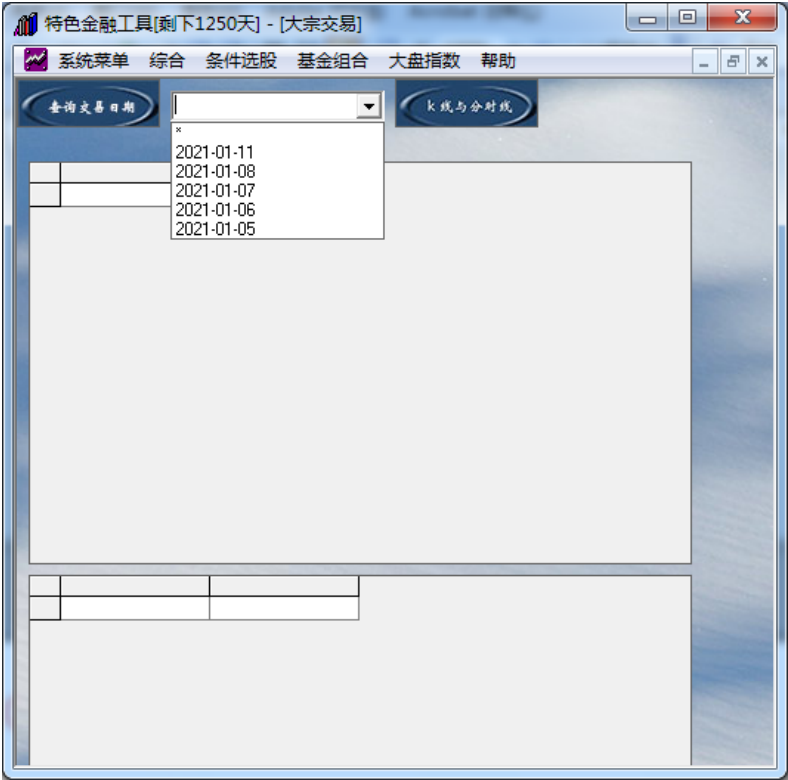 特色金融工具[剩下1250天] - [大宗交易]
系统菜单 综合 条件选股 基金组合 大盘指数 帮助
查询交易日期
k线与分时线
*
2021-01-11
2021-01-08
2021-01-07
2021-01-06
2021-01-05